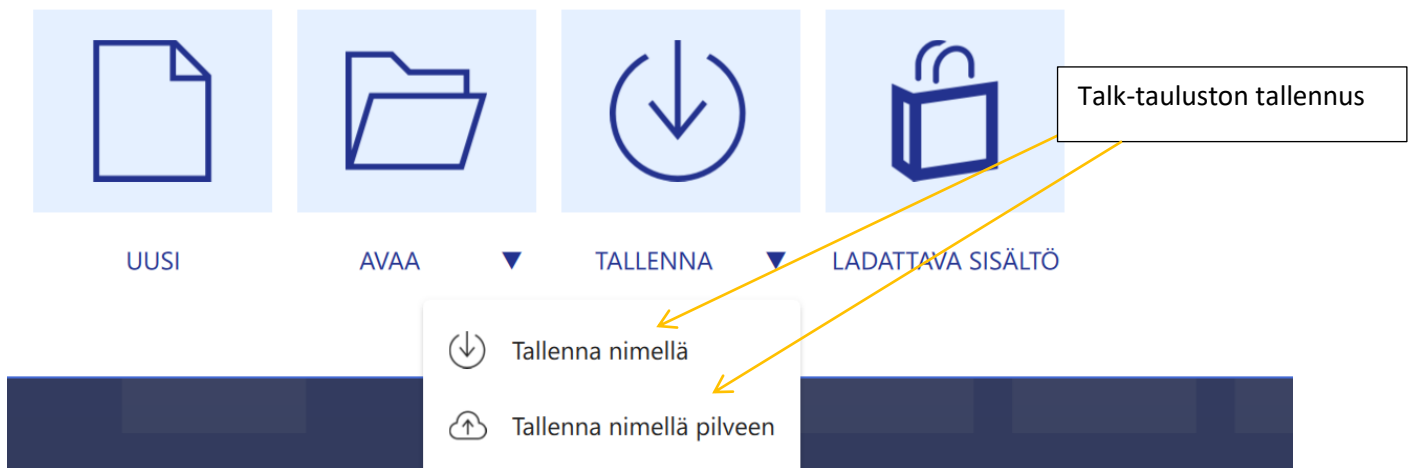 Talk-tauluston tallennus
UUSI
AVAA ▼
TALLENNA ▼
LADATTAVA SISÄLTÖ
Tallenna nimellä
Tallenna nimellä pilveen